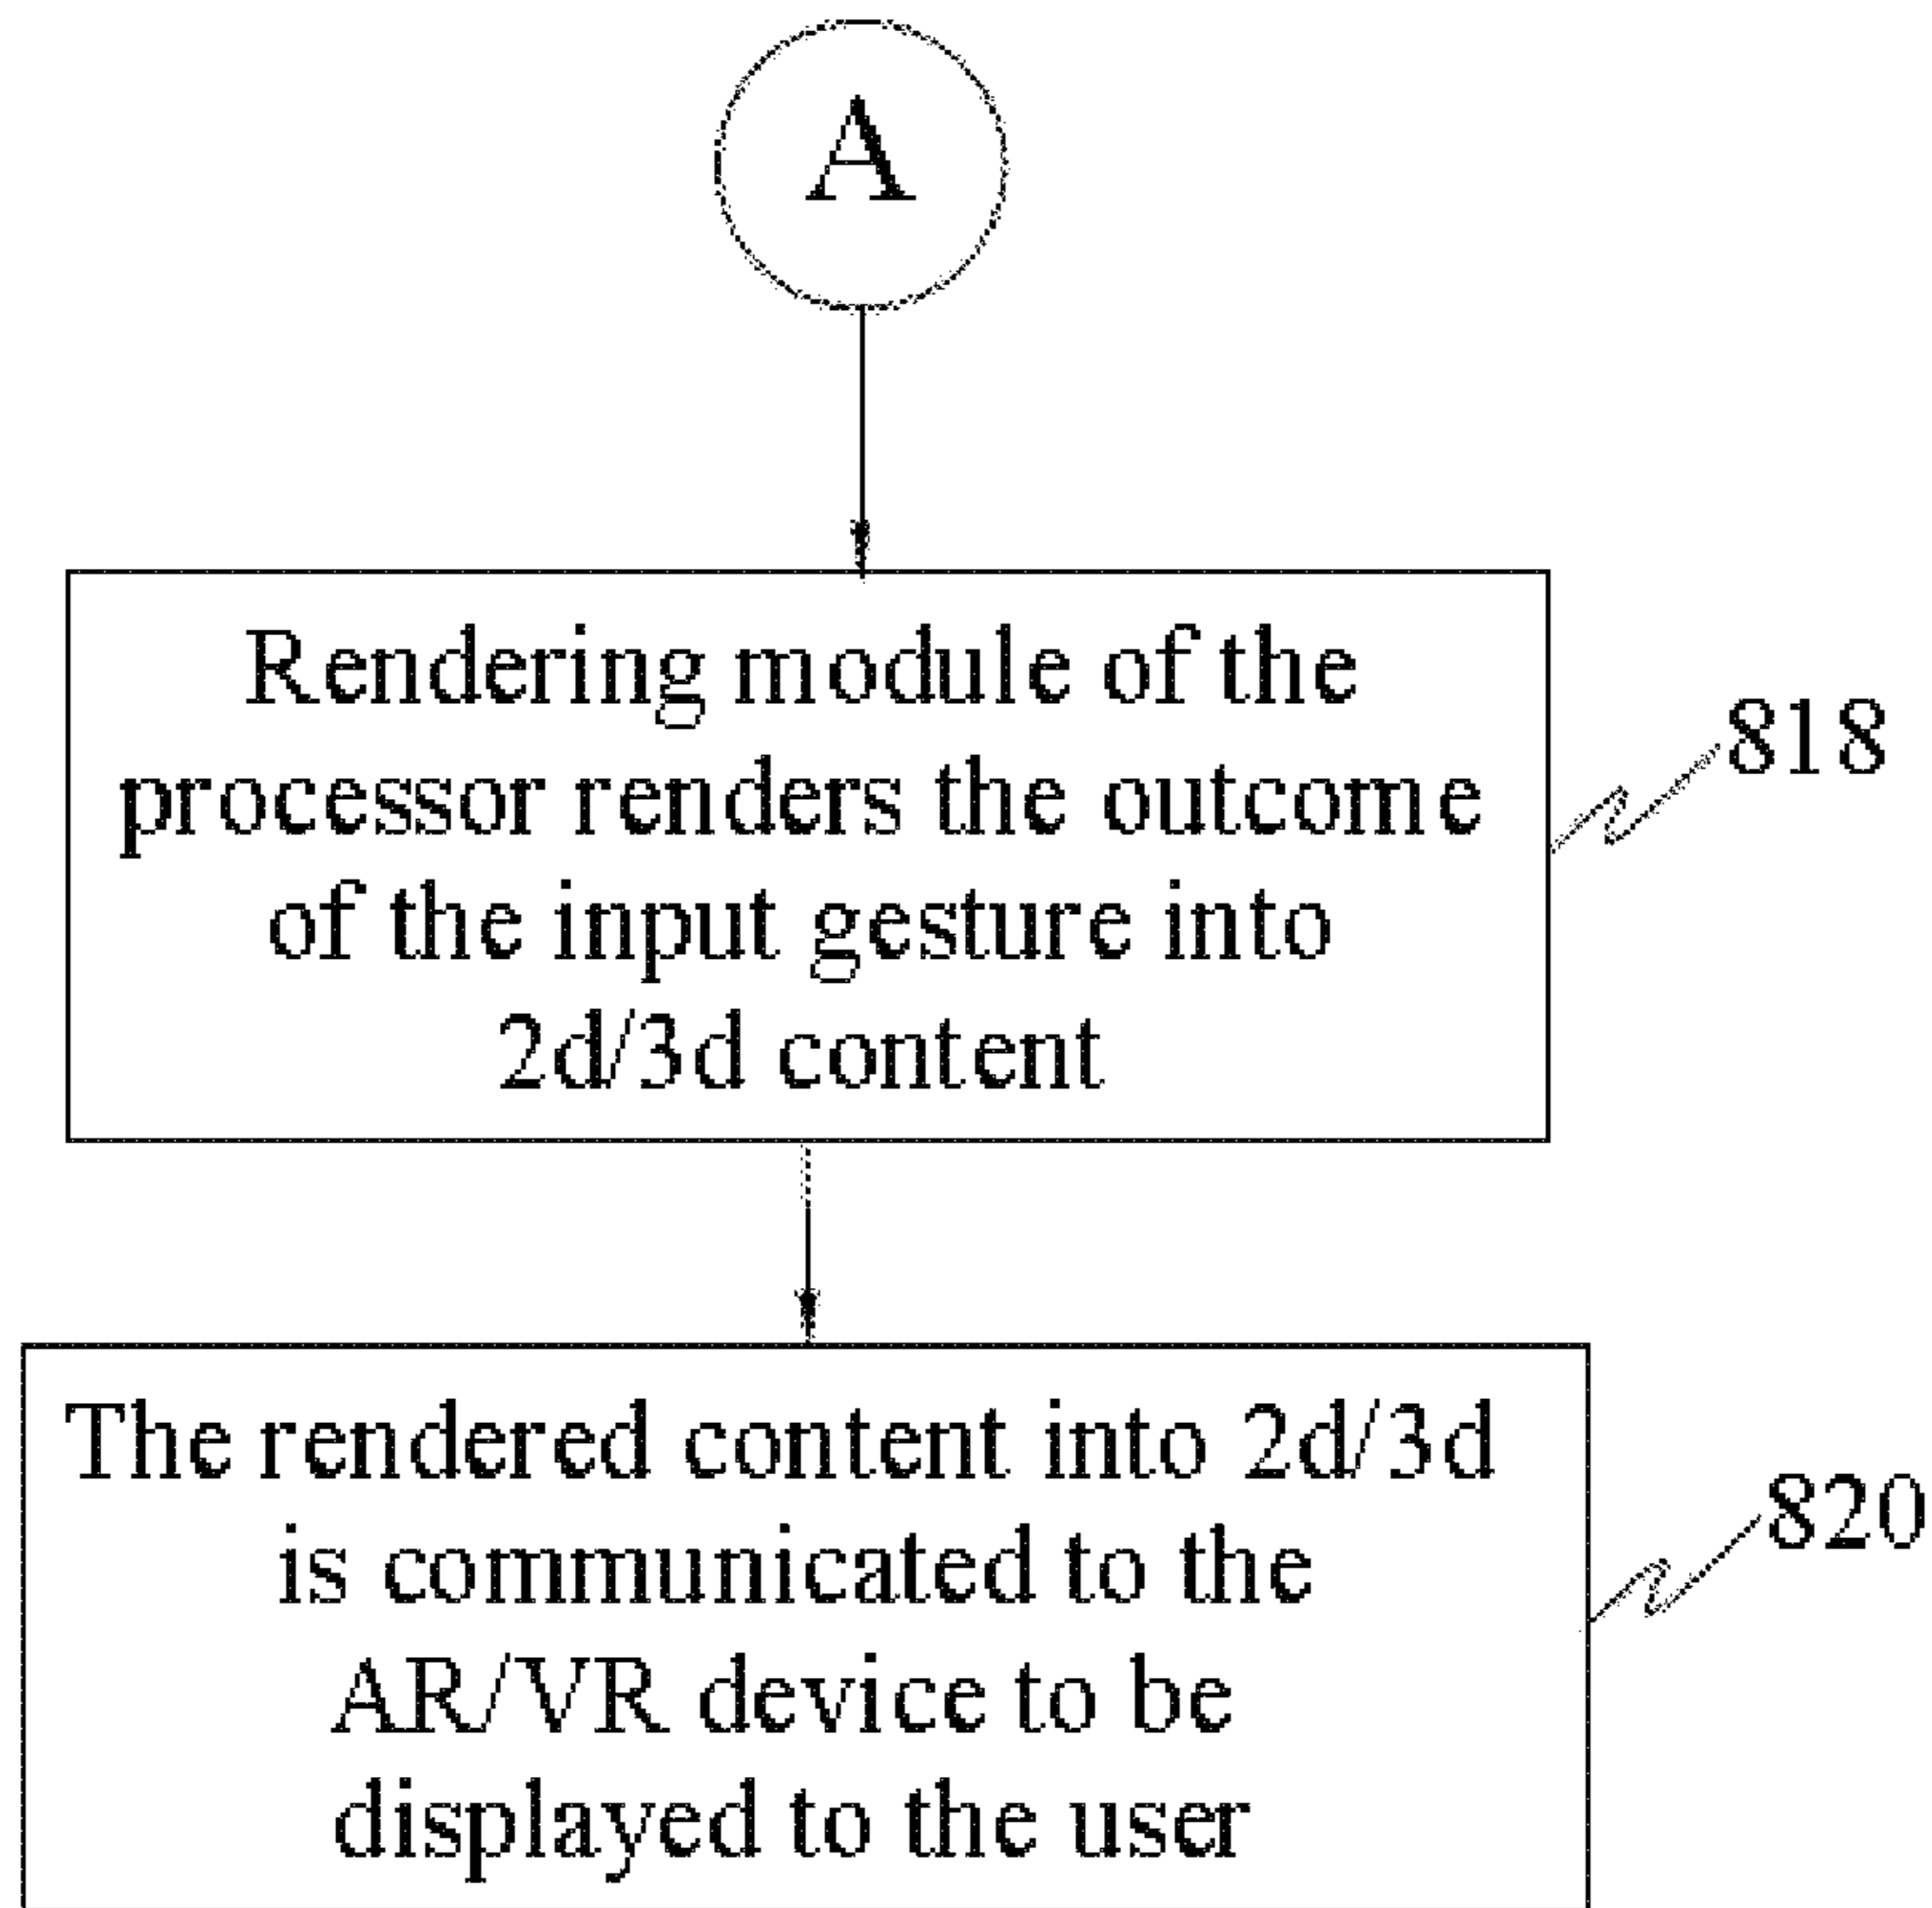 A
Rendering module of the
processor renders the outcome
of the input gesture into
2d/3d content
818
The rendered content into 2d/3d
is communicated to the
AR/VR device to be
displayed to the user
820